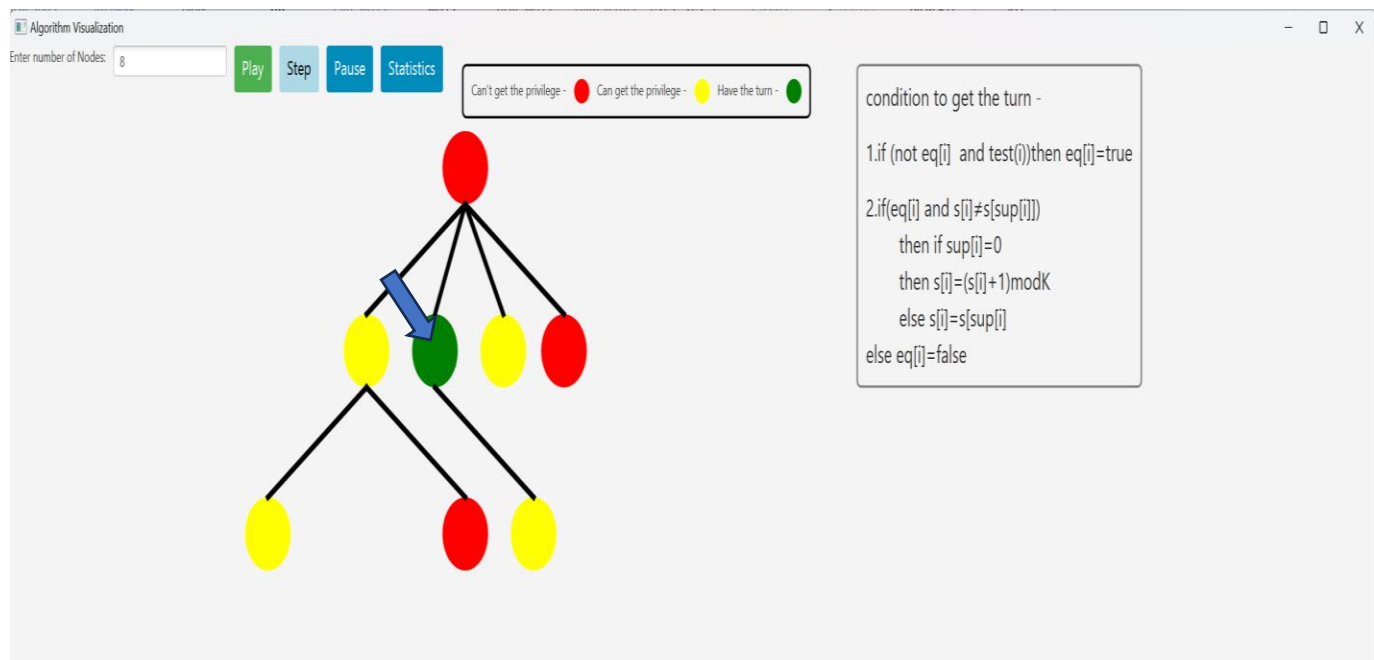 Algorithm Visualization
Enter number of Nodes: 8 Play Step Pause Statistics
Can't get the privilege - Can get the privilege - Have the turn -
condition to get the turn -
1.if (not eq[i] and test(i))then eq[i]=true
2.if(eq[i] and s[i]≠s[sup[i]])
then if sup[i]=0
then s[i]=(s[i]+1)modK
else s[i]=s[sup[i]
else eq[i]=false